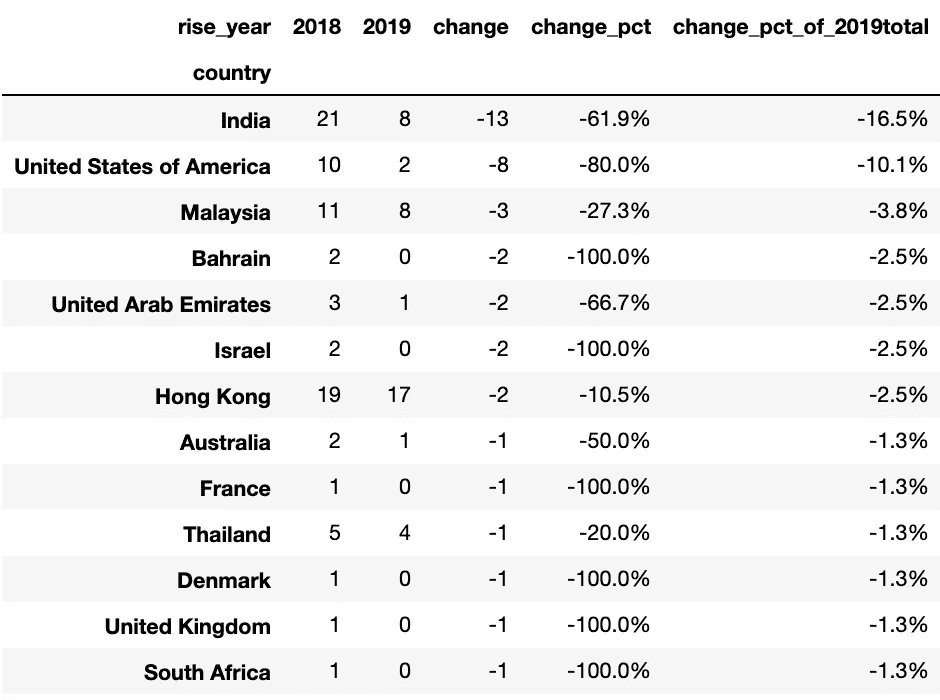 rise_year 2018 2019 change change_pct change_pct_of_2019total
country
India 21 8 -13 -61.9% -16.5%
United States of America 10 2 -8 -80.0% -10.1%
Malaysia 11 8 -3 -27.3% -3.8%
Bahrain 2 0 -2 -100.0% -2.5%
United Arab Emirates 3 1 -2 -66.7% -2.5%
Israel 2 0 -2 -100.0% -2.5%
Hong Kong 19 17 -2 -10.5% -2.5%
Australia 2 1 -1 -50.0% -1.3%
France 1 0 -1 -100.0% -1.3%
Thailand 5 4 -1 -20.0% -1.3%
Denmark 1 0 -1 -100.0% -1.3%
United Kingdom 1 0 -1 -100.0% -1.3%
South Africa 1 0 -1 -100.0% -1.3%